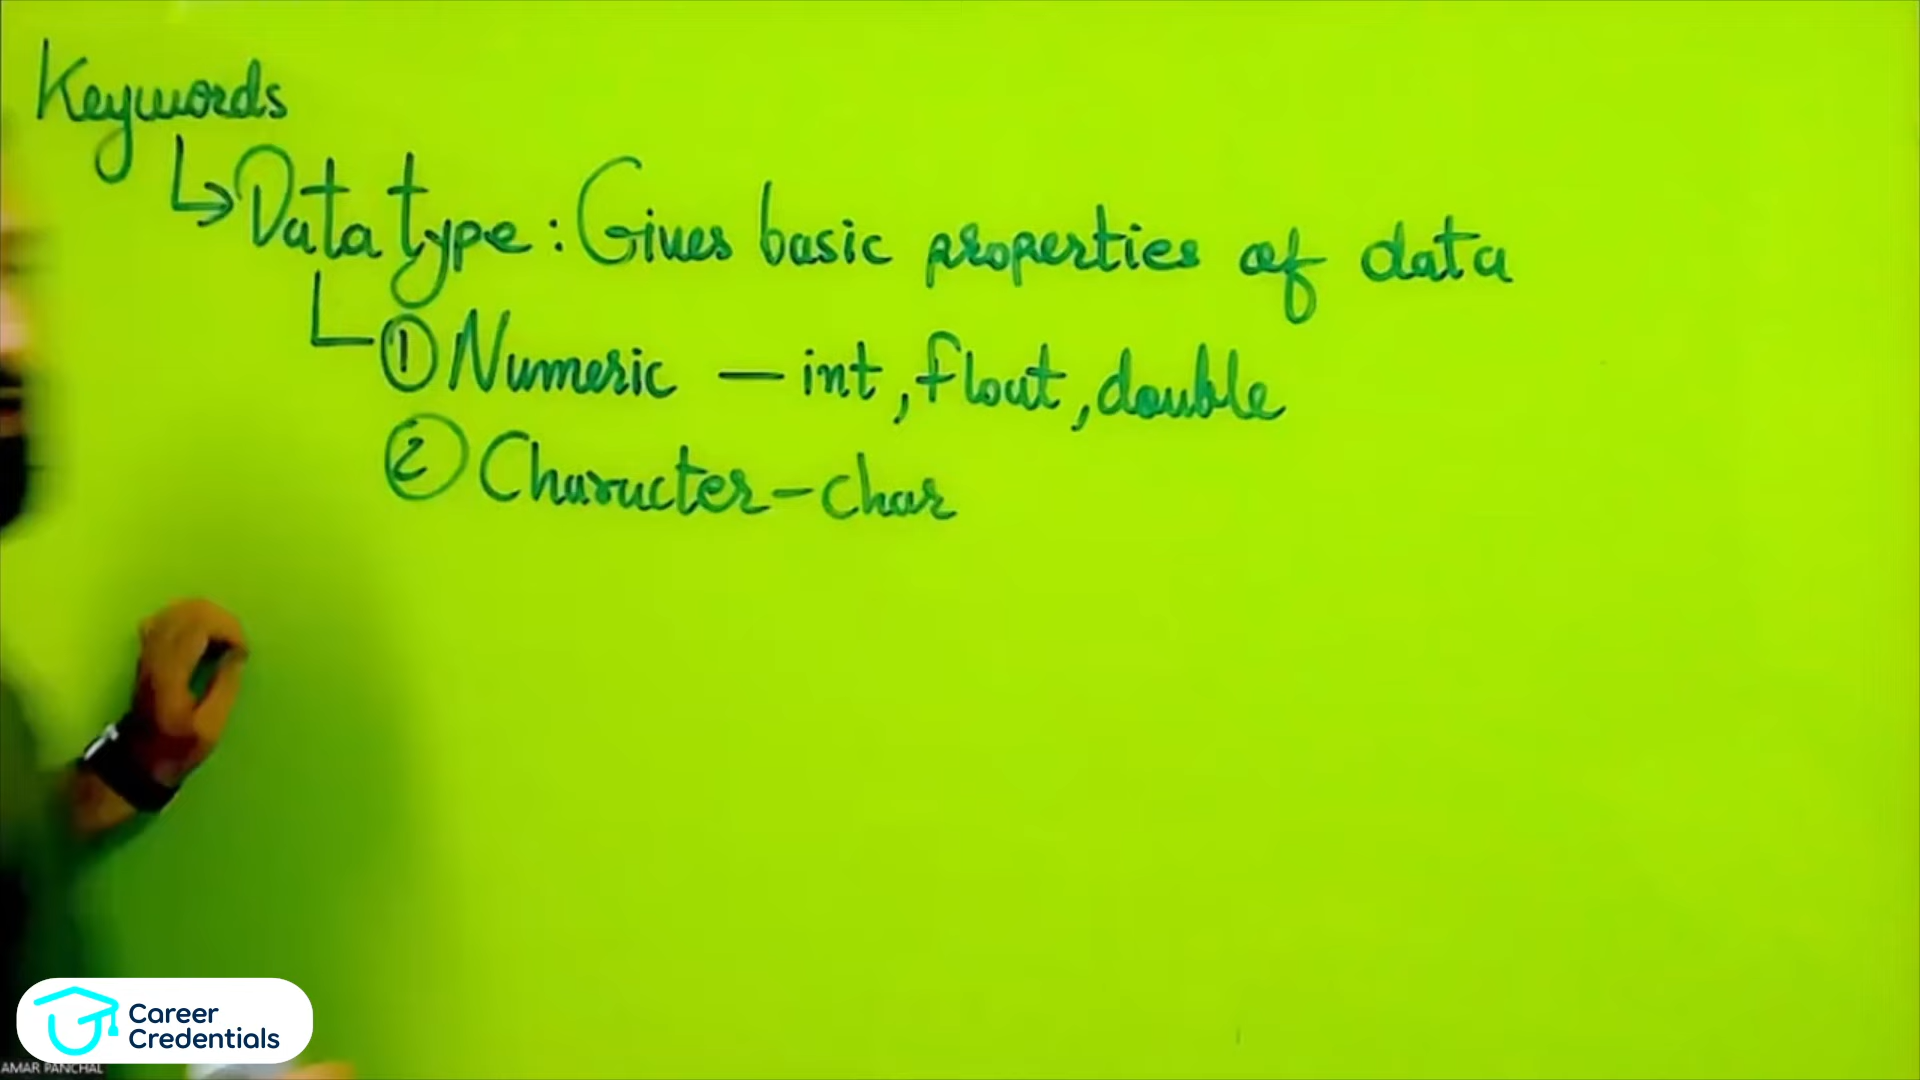 Keywords
↳ Data type : Gives basic properties of data
① Numeric — int, float, double
② Character - char
Career
Credentials
AMAR PANCHAL